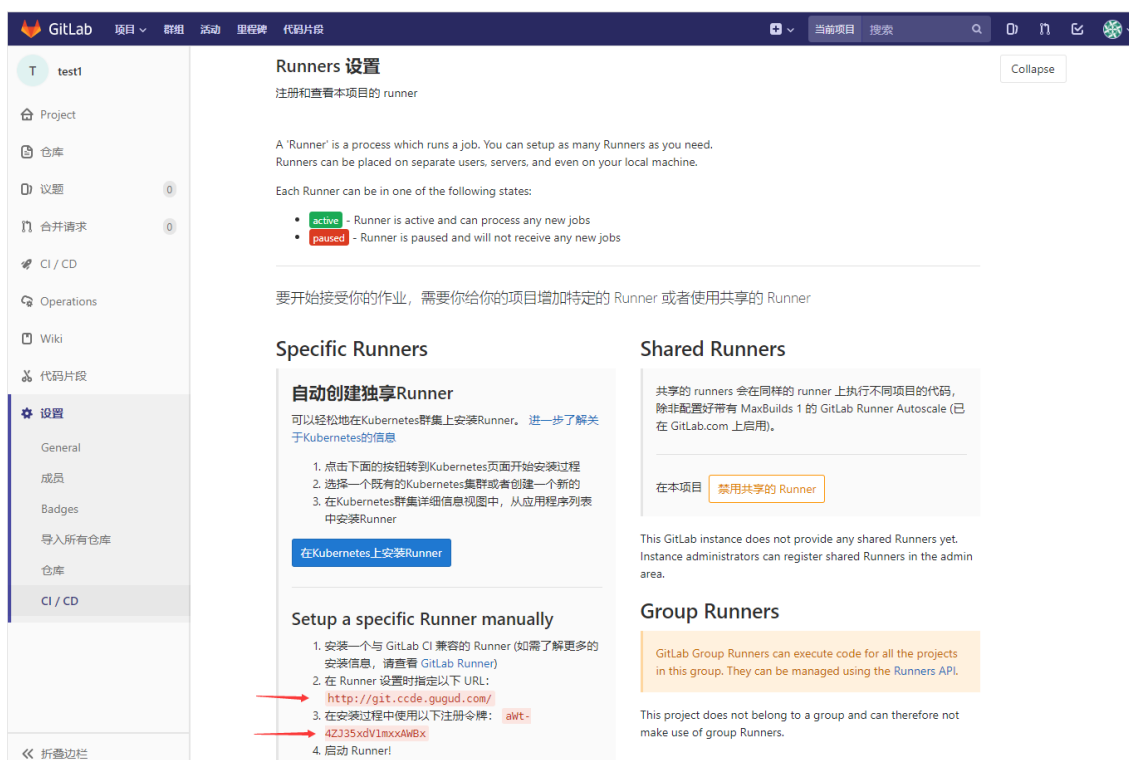 GitLab 项目 群组 活动 里程碑 代码片段 当前项目 搜索
T test1
Project
仓库
议题 0
合并请求 0
CI / CD
Operations
Wiki
代码片段
设置
General
成员
Badges
导入所有仓库
仓库
CI / CD
折叠边栏
Runners 设置
Collapse
注册和查看本项目的 runner
A 'Runner' is a process which runs a job. You can setup as many Runners as you need.
Runners can be placed on separate users, servers, and even on your local machine.
Each Runner can be in one of the following states:
• active - Runner is active and can process any new jobs
• paused - Runner is paused and will not receive any new jobs
要开始接受你的作业，需要你给你的项目增加特定的 Runner 或者使用共享的 Runner
Specific Runners
自动创建独享Runner
可以轻松地在Kubernetes群集上安装Runner。 进一步了解关
于Kubernetes的信息
1. 点击下面的按钮转到Kubernetes页面开始安装过程
2. 选择一个既有的Kubernetes集群或者创建一个新的
3. 在Kubernetes群集详细信息视图中，从应用程序列表
中安装Runner
在Kubernetes上安装Runner
Setup a specific Runner manually
1. 安装一个与 GitLab CI 兼容的 Runner (如需了解更多的
安装信息，请查看 GitLab Runner)
2. 在 Runner 设置时指定以下 URL：
http://git.ccde.gugud.com/
3. 在安装过程中使用以下注册令牌： aWt-
4ZJ35xdV1mxxAWBx
4. 启动 Runner!
Shared Runners
共享的 runners 会在同样的 runner 上执行不同项目的代码，
除非配置好带有 MaxBuilds 1 的 GitLab Runner Autoscale (已
在 GitLab.com 上启用)。
在本项目 禁用共享的 Runner
This GitLab instance does not provide any shared Runners yet.
Instance administrators can register shared Runners in the admin
area.
Group Runners
GitLab Group Runners can execute code for all the projects
in this group. They can be managed using the Runners API.
This project does not belong to a group and can therefore not
make use of group Runners.